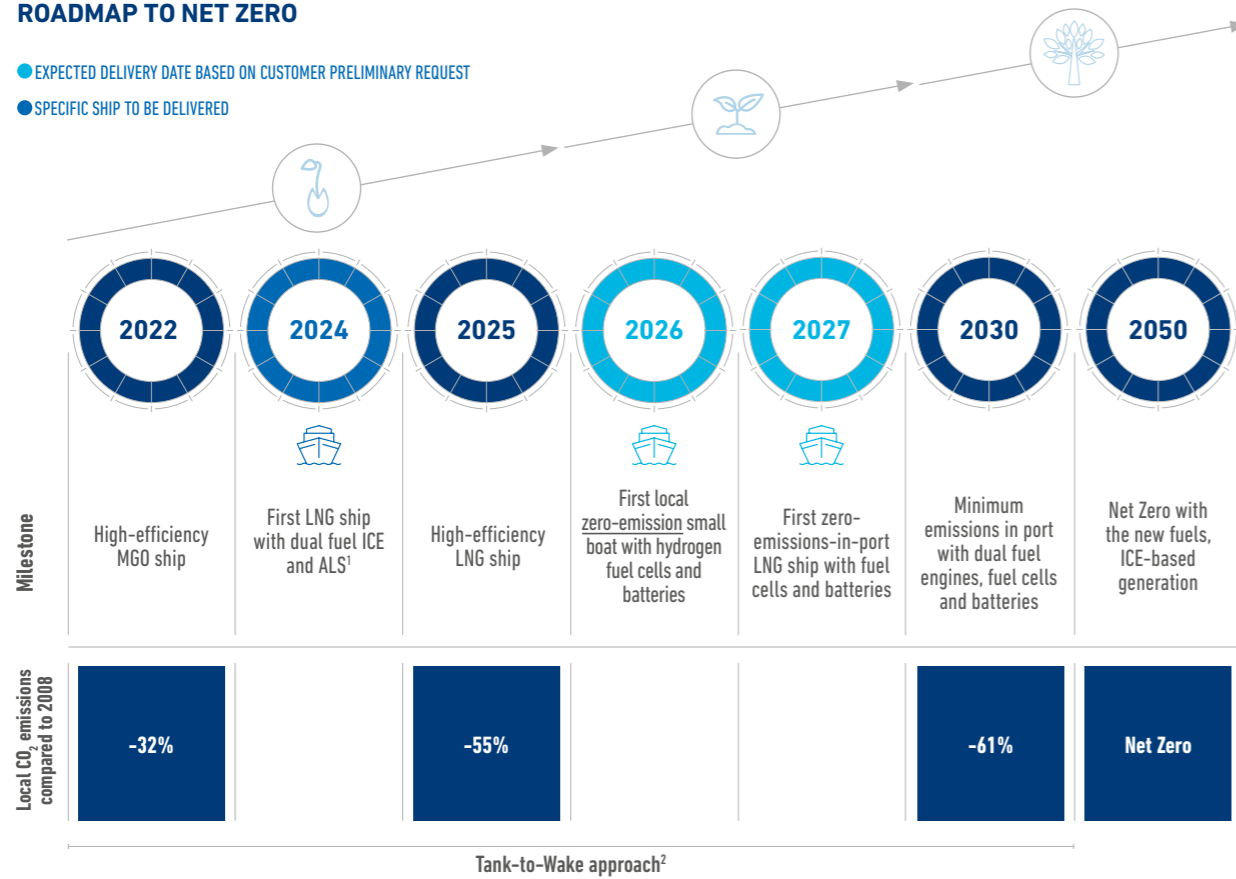 ROADMAP TO NET ZERO
EXPECTED DELIVERY DATE BASED ON CUSTOMER PRELIMINARY REQUEST
SPECIFIC SHIP TO BE DELIVERED
2022
2024
2025
2026
2027
2030
2050
Milestone
High-efficiency
MGO ship
First LNG ship
with dual fuel ICE
and ALS¹
High-efficiency
LNG ship
First local
zero-emission small
boat with hydrogen
fuel cells and
batteries
First zero-
emissions-in-port
LNG ship with fuel
cells and batteries
Minimum
emissions in port
with dual fuel
engines, fuel cells
and batteries
Net Zero with
the new fuels,
ICE-based
generation
Local CO₂ emissions
compared to 2008
-32%
-55%
-61%
Net Zero
Tank-to-Wake approach²